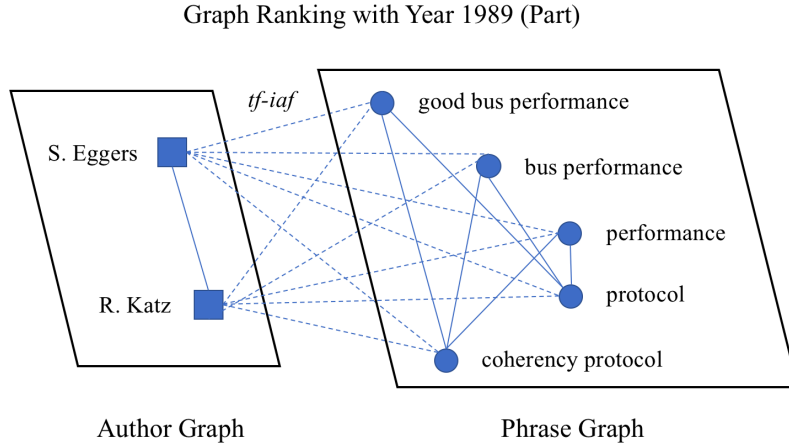 Graph Ranking with Year 1989 (Part)
tf-iaf
good bus performance
S. Eggers
bus performance
performance
R. Katz
protocol
coherency protocol
Author Graph
Phrase Graph